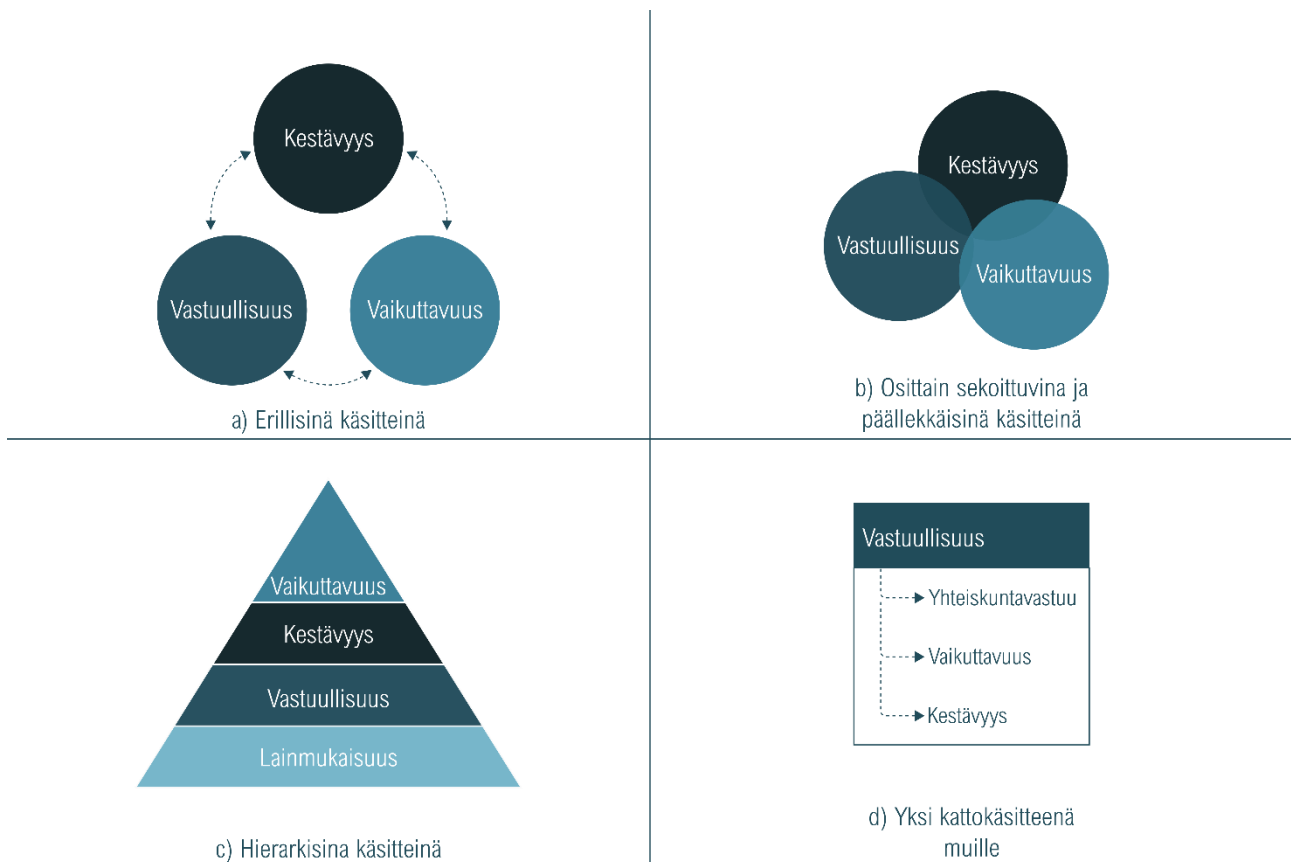 Kestävyys
Vastuullisuus
Vaikuttavuus
a) Erillisinä käsitteinä
Kestävyys
Vastuullisuus
Vaikuttavuus
b) Osittain sekoittuvina ja
päällekkäisinä käsitteinä
Vaikuttavuus
Kestävyys
Vastuullisuus
Lainmukaisuus
c) Hierarkisina käsitteinä
Vastuullisuus
Yhteiskuntavastuu
Vaikuttavuus
Kestävyys
d) Yksi kattokäsitteenä
muille